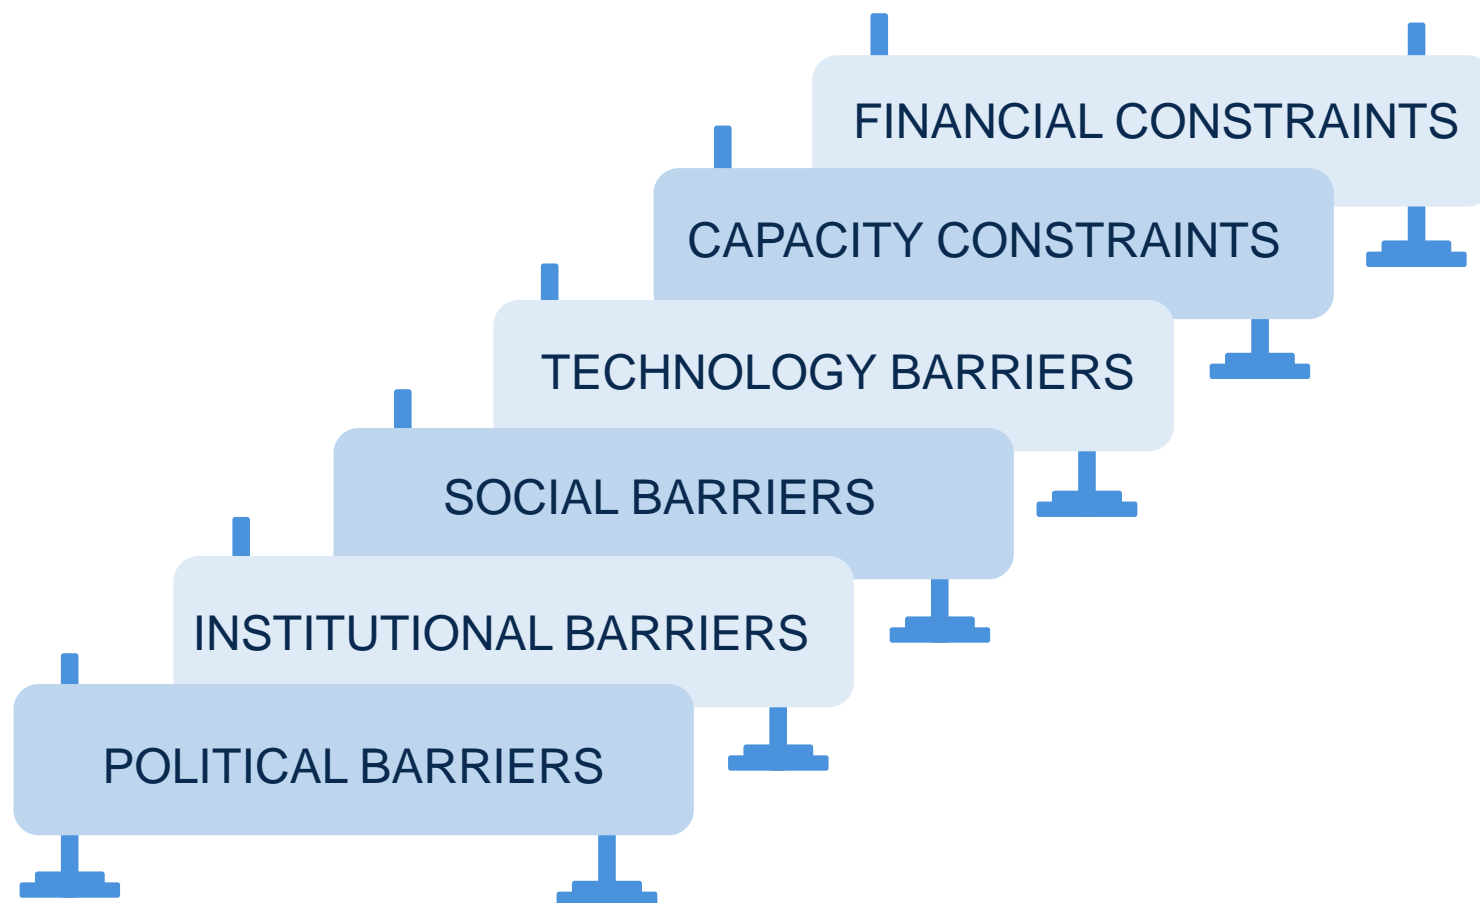 FINANCIAL CONSTRAINTS
CAPACITY CONSTRAINTS
TECHNOLOGY BARRIERS
SOCIAL BARRIERS
INSTITUTIONAL BARRIERS
POLITICAL BARRIERS